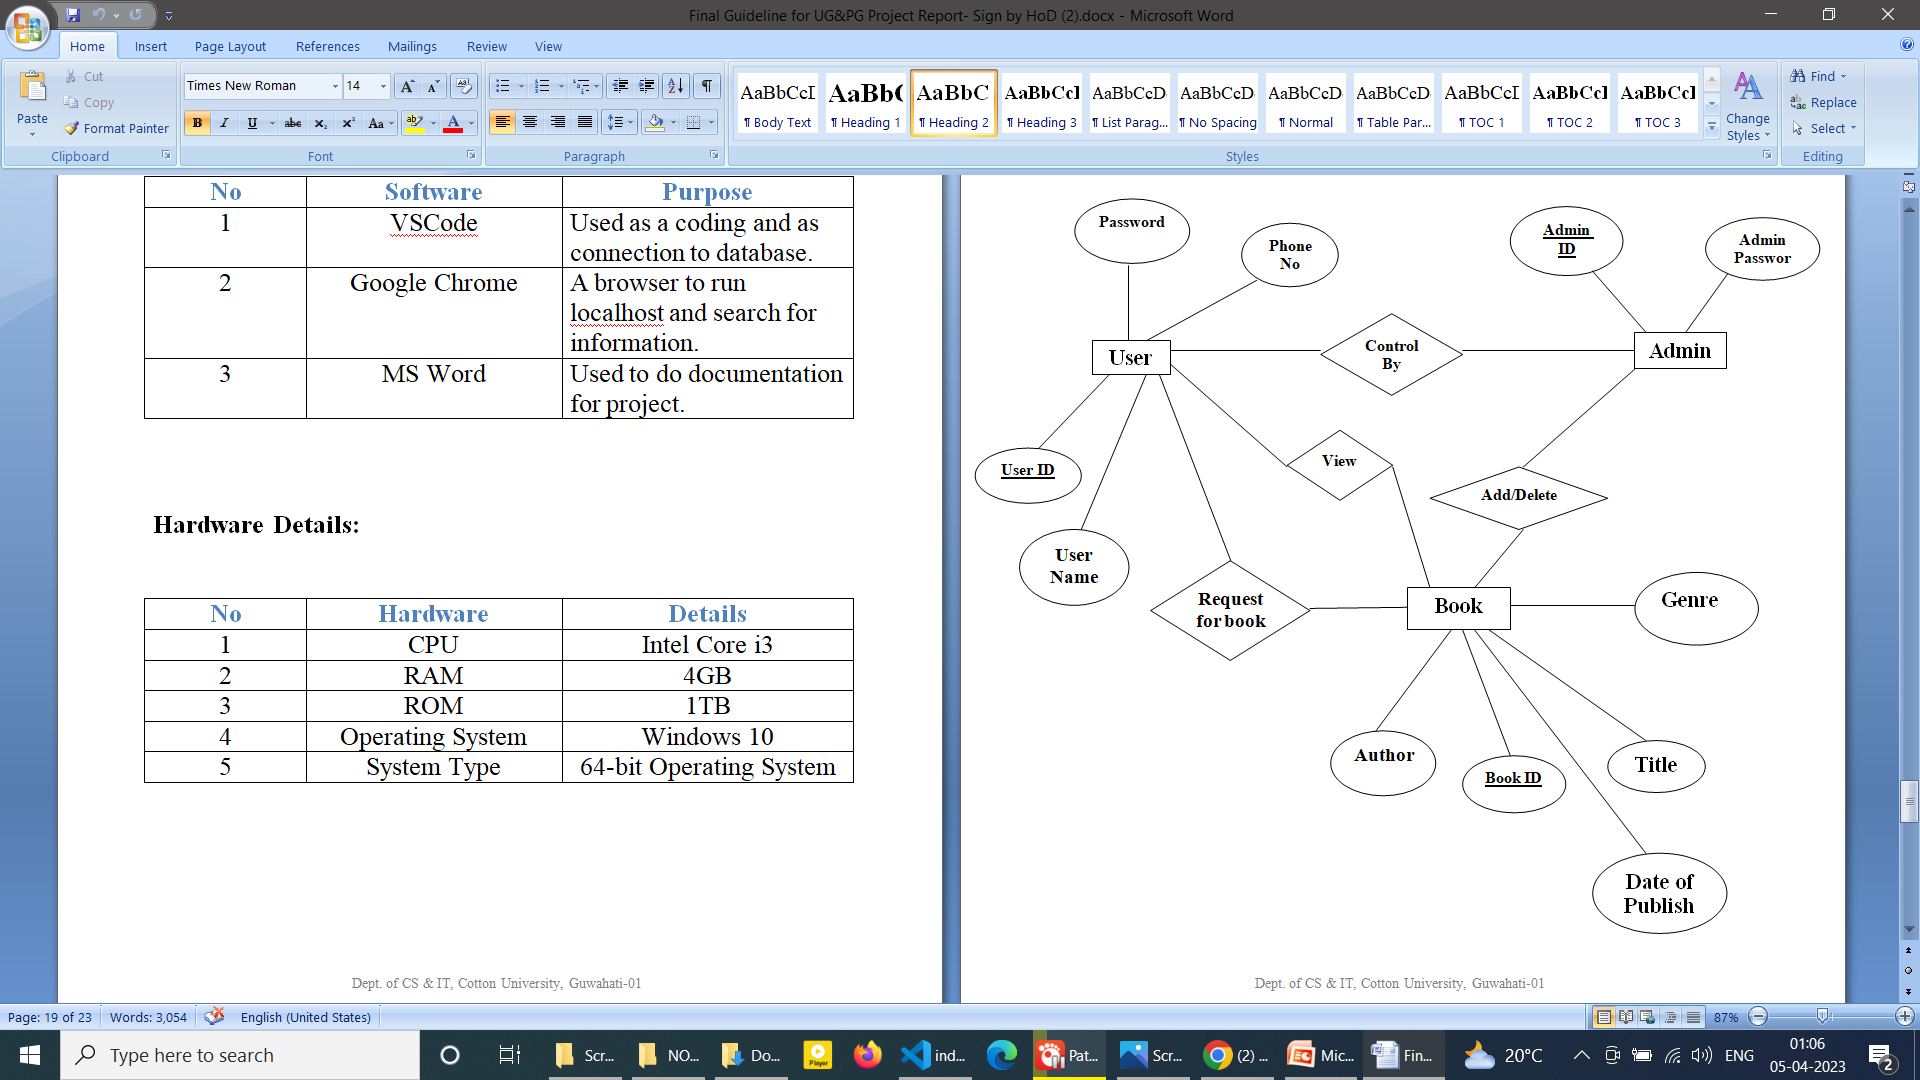 Final Guideline for UG&PG Project Report- Sign by HoD (2).docx - Microsoft Word
Home Insert Page Layout References Mailings Review View
Paste
Cut
Copy
Format Painter
Clipboard
Times New Roman 14
B I U abc x₂ x² Aa
Font
Paragraph
AaBbCcI AaBb( AaBbC AaBbCcI AaBbCcD AaBbCcD AaBbCcD AaBbCcD AaBbCcI AaBbCcI AaBbCcI
¶ Body Text ¶ Heading 1 ¶ Heading 2 ¶ Heading 3 ¶ List Parag... ¶ No Spacing ¶ Normal ¶ Table Par... ¶ TOC 1 ¶ TOC 2 ¶ TOC 3
Styles
Change
Styles
Find
Replace
Select
Editing
No Software Purpose
1 VSCode Used as a coding and as
connection to database.
2 Google Chrome A browser to run
localhost and search for
information.
3 MS Word Used to do documentation
for project.
Hardware Details:
No Hardware Details
1 CPU Intel Core i3
2 RAM 4GB
3 ROM 1TB
4 Operating System Windows 10
5 System Type 64-bit Operating System
Dept. of CS & IT, Cotton University, Guwahati-01
Password
Phone
No
Admin
ID
Admin
Passwor
User
Control
By
Admin
User ID
View
Add/Delete
User
Name
Request
for book
Book
Genre
Author
Book ID
Title
Date of
Publish
Dept. of CS & IT, Cotton University, Guwahati-01
Page: 19 of 23 Words: 3,054 English (United States) 87%
Type here to search
Scr... NO... Do... Player ind... Pat... Scr... (2) ... Mic... Fin... 20°C ENG
01:06
05-04-2023
2